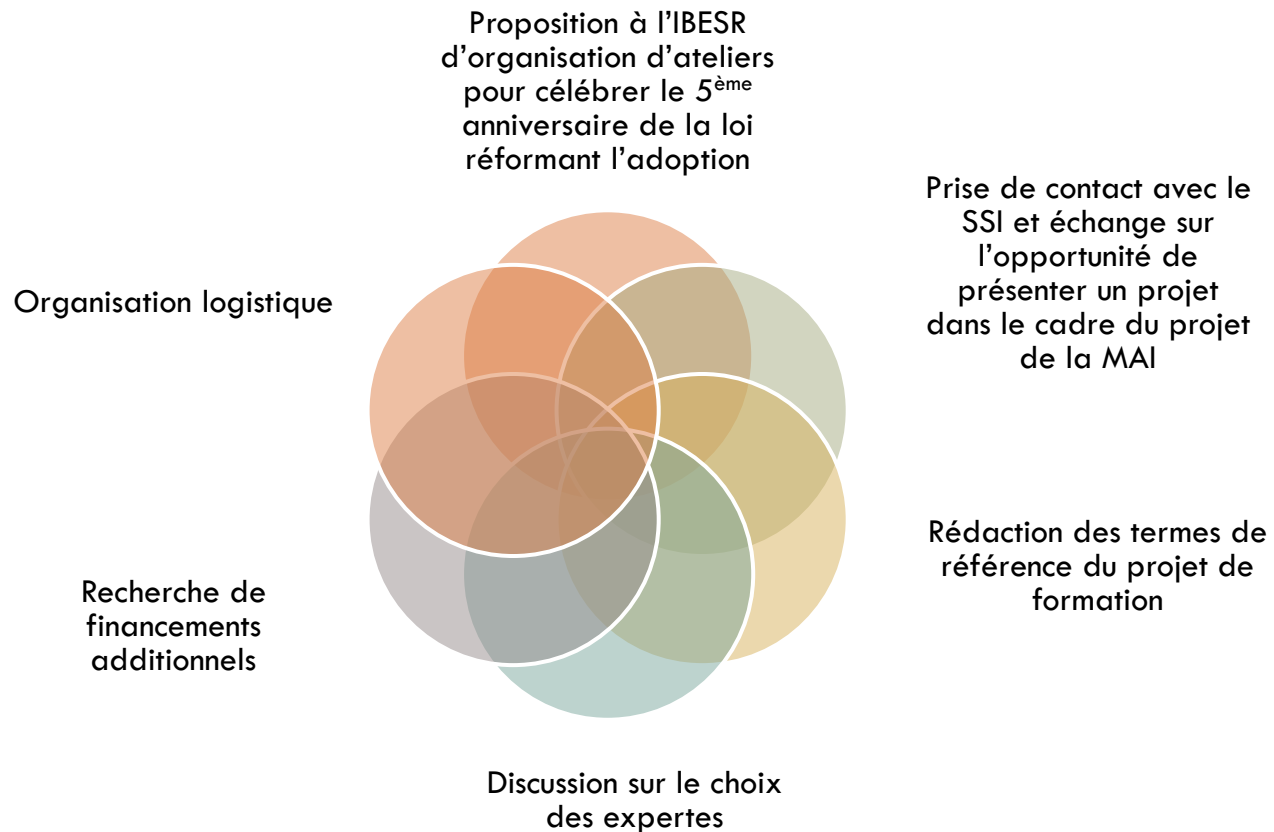 Proposition à l’IBESR
d’organisation d’ateliers
pour célébrer le 5ème
anniversaire de la loi
réformant l’adoption
Prise de contact avec le
SSI et échange sur
l’opportunité de
présenter un projet
dans le cadre du projet
de la MAI
Rédaction des termes de
référence du projet de
formation
Discussion sur le choix
des expertes
Recherche de
financements
additionnels
Organisation logistique